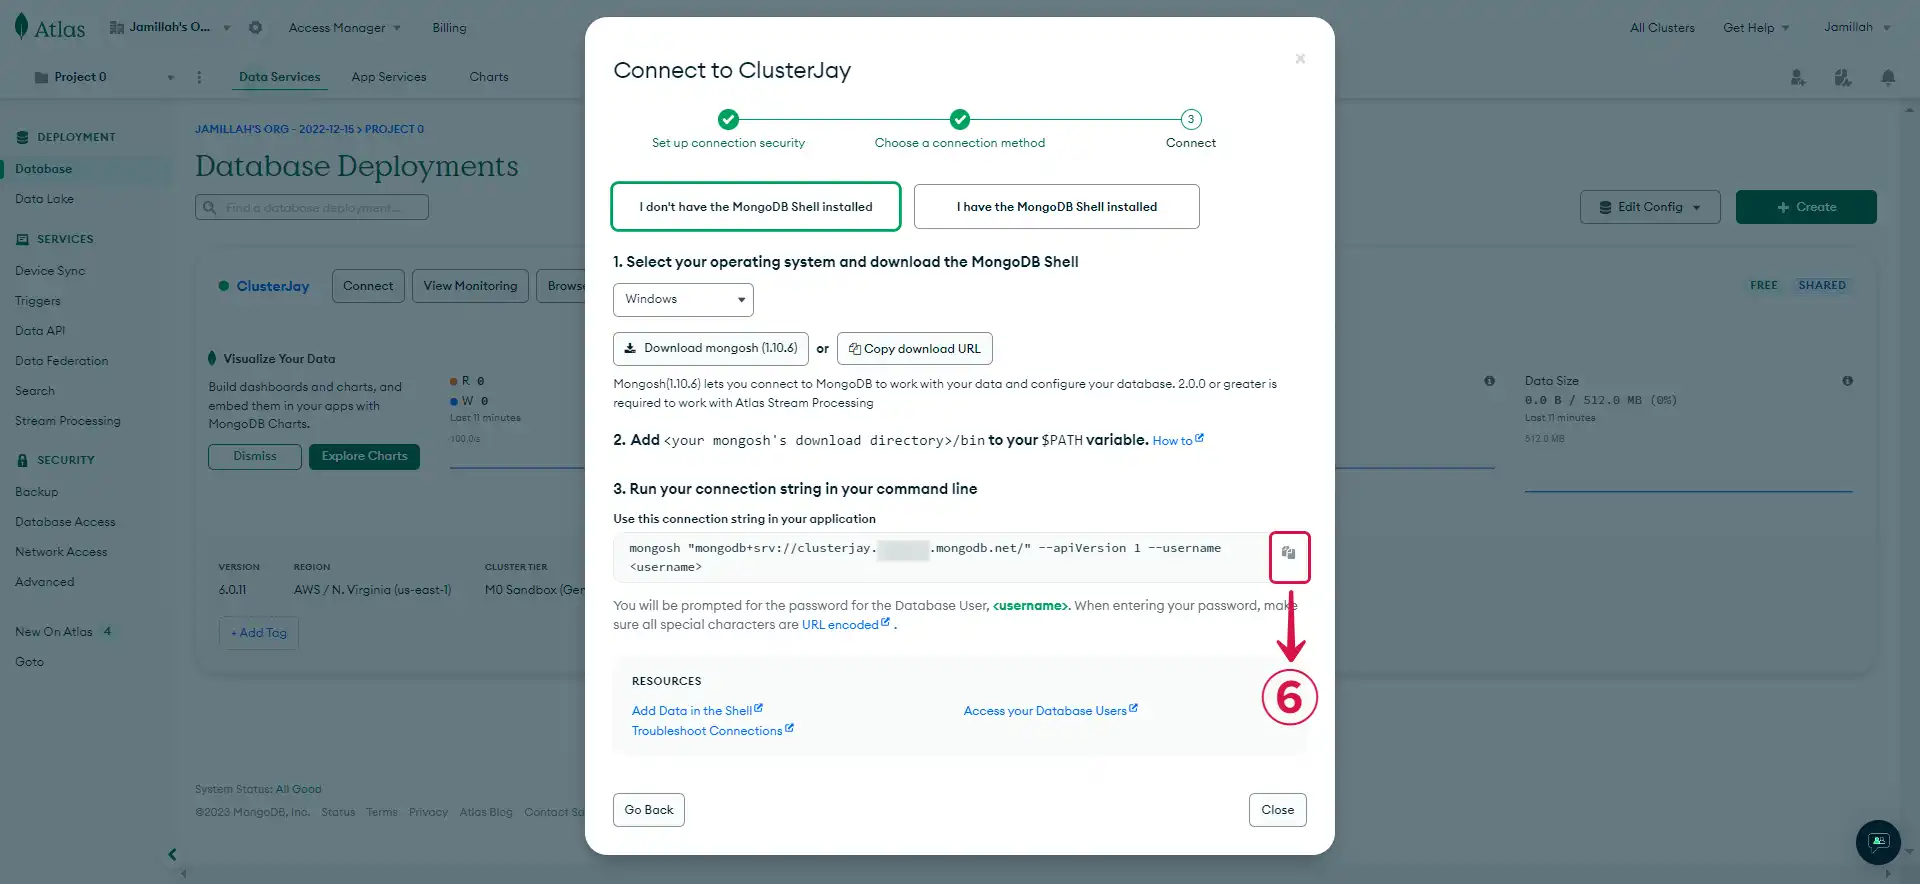 Atlas
Jamillah's O...
Access Manager
Billing
All Clusters
Get Help
Jamillah
Project 0
Data Services
App Services
Charts
DEPLOYMENT
Database
Data Lake
SERVICES
Device Sync
Triggers
Data API
Data Federation
Search
Stream Processing
SECURITY
Backup
Database Access
Network Access
Advanced
New On Atlas 4
Goto
JAMILLAH'S ORG - 2022-12-15 > PROJECT 0
Database Deployments
Find a database deployment...
Edit Config
+ Create
ClusterJay
Connect
View Monitoring
Browse
FREE
SHARED
Visualize Your Data
Build dashboards and charts, and
embed them in your apps with
MongoDB Charts.
Dismiss
Explore Charts
R 0
W 0
Last 11 minutes
100.0/s
Data Size
0.0 B / 512.0 MB (0%)
Last 11 minutes
512.0 MB
VERSION
6.0.11
REGION
AWS / N. Virginia (us-east-1)
CLUSTER TIER
M0 Sandbox (Gen
+ Add Tag
System Status: All Good
©2023 MongoDB, Inc. Status Terms Privacy Atlas Blog Contact Sa
Connect to ClusterJay
Set up connection security
Choose a connection method
3
Connect
I don't have the MongoDB Shell installed
I have the MongoDB Shell installed
1. Select your operating system and download the MongoDB Shell
Windows
Download mongosh (1.10.6)
or
Copy download URL
Mongosh(1.10.6) lets you connect to MongoDB to work with your data and configure your database. 2.0.0 or greater is
required to work with Atlas Stream Processing
2. Add <your mongosh's download directory>/bin to your $PATH variable. How to
3. Run your connection string in your command line
Use this connection string in your application
mongosh "mongodb+srv://clusterjay. .mongodb.net/" --apiVersion 1 --username
<username>
You will be prompted for the password for the Database User, <username>. When entering your password, make
sure all special characters are URL encoded .
6
RESOURCES
Add Data in the Shell
Access your Database Users
Troubleshoot Connections
Go Back
Close